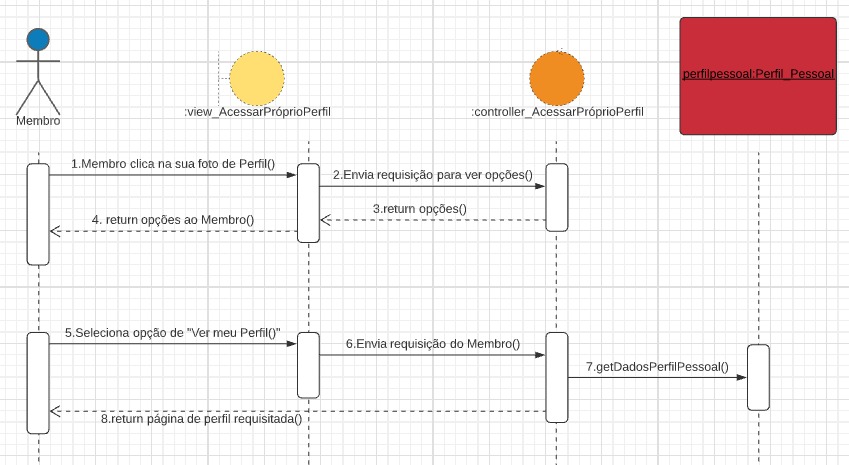 perfilpessoal:Perfil_Pessoal
Membro
:view_AcessarPróprioPerfil
:controller_AcessarPróprioPerfil
1.Membro clica na sua foto de Perfil()
2.Envia requisição para ver opções()
3.return opções()
4. return opções ao Membro()
5.Seleciona opção de "Ver meu Perfil()"
6.Envia requisição do Membro()
7.getDadosPerfilPessoal()
8.return página de perfil requisitada()